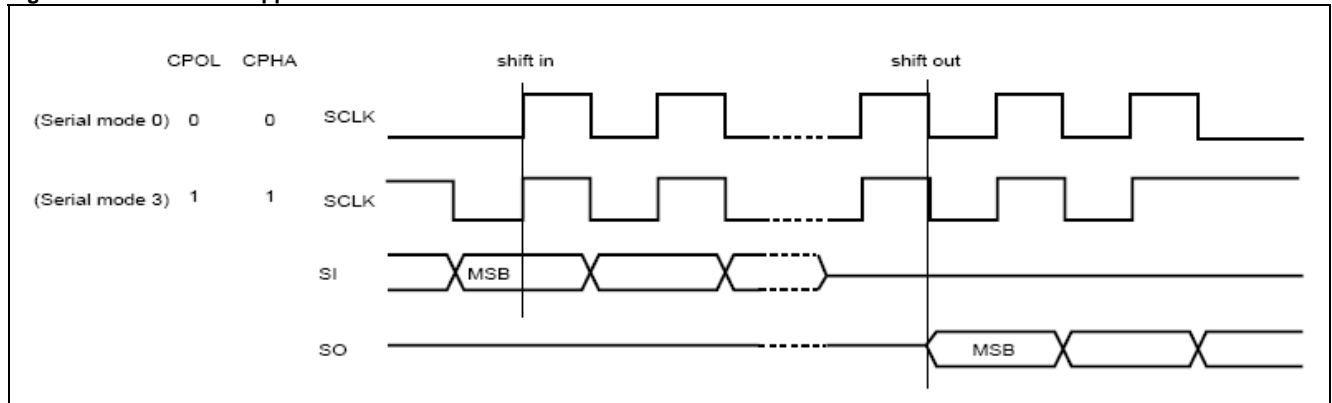 CPOL CPHA shift in shift out
(Serial mode 0) 0 0 SCLK
(Serial mode 3) 1 1 SCLK
SI MSB
SO MSB